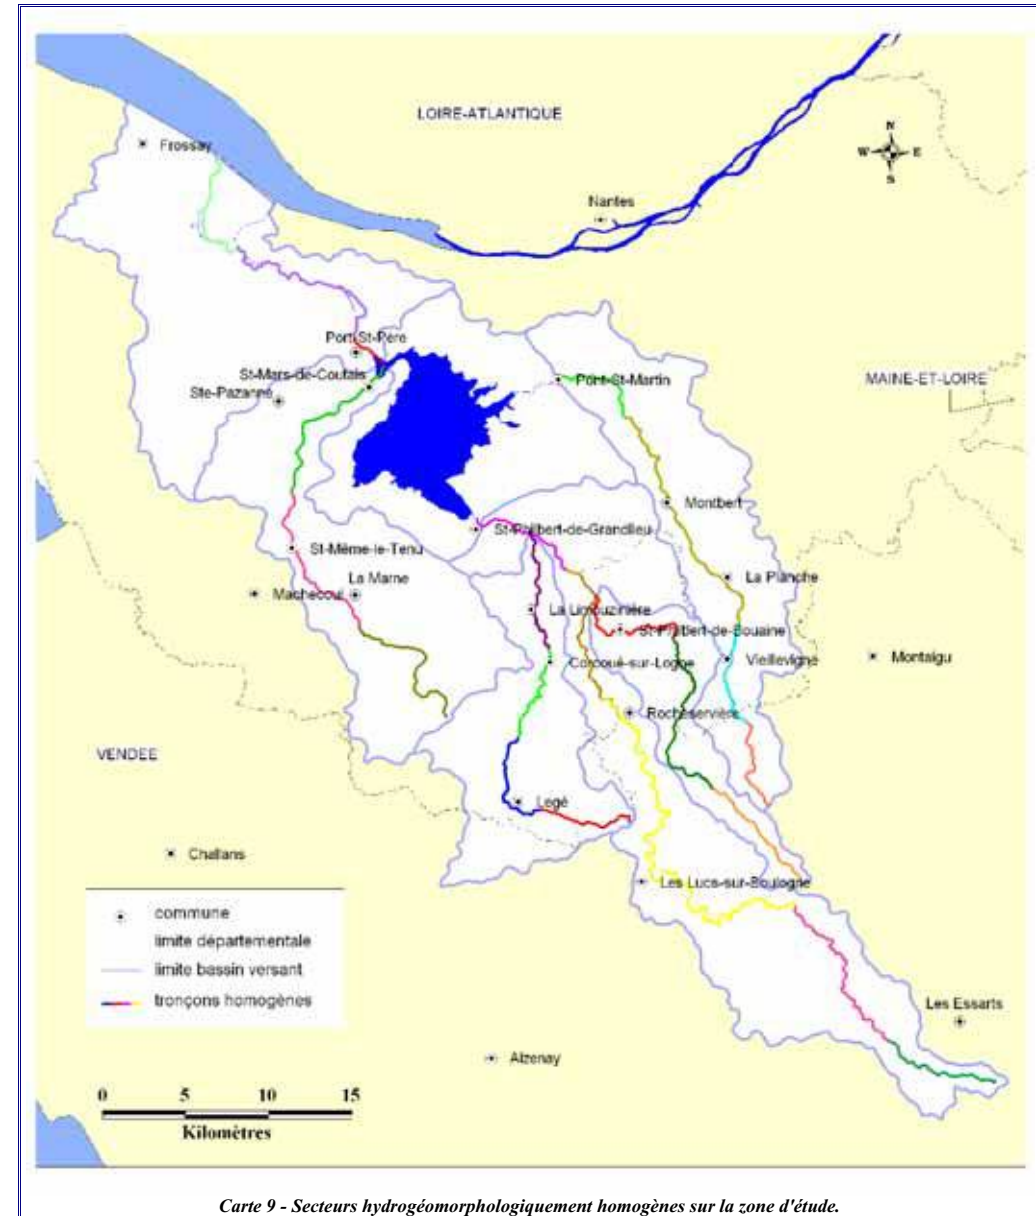 LOIRE-ATLANTIQUE
Frossay
N
W E
S
Nantes
Port-St-Père
St-Mars-de-Coutais
Ste-Pazanne
Pont-St-Martin
MAINE-ET-LOIRE
Montbert
St-Philbert-de-Grandlieu
St-Même-le-Tenu
La Marne
Machecoul
La Planche
La Limouzinière
St-Philbert-de-Bouaine
Corcoué-sur-Logne
Vieillevigne
Montaigu
Rocheservière
VENDEE
Legé
Challans
Les Lucs-sur-Boulogne
commune
limite départementale
limite bassin versant
tronçons homogènes
Les Essarts
Aizenay
0 5 10 15
Kilomètres
Carte 9 - Secteurs hydrogéomorphologiquement homogènes sur la zone d'étude.